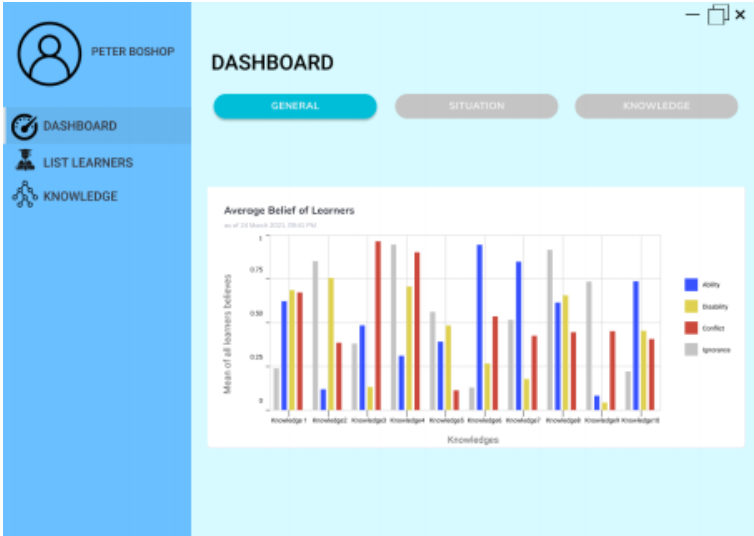 PETER BOSHOP
DASHBOARD
LIST LEARNERS
KNOWLEDGE
DASHBOARD
GENERAL
SITUATION
KNOWLEDGE
Average Belief of Learners
as of 24 March 2021, 09:41 PM
Mean of all learners believes
1
0.75
0.50
0.25
0
Knowledge 1 Knowledge2 Knowledge3 Knowledge4 Knowledge5 Knowledge6 Knowledge7 Knowledge8 Knowledge9 Knowledge10
Knowledges
Ability
Disability
Conflict
Ignorance